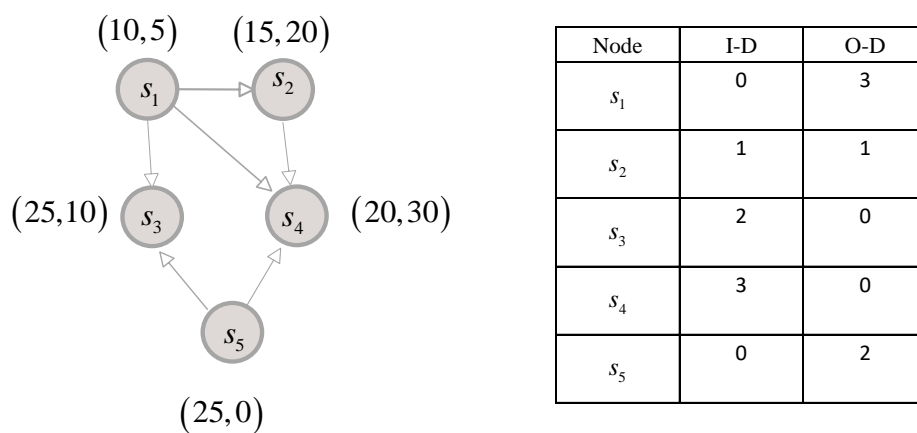 (10,5) (15,20)
s1 s2
(25,10) s3 s4 (20,30)
s5
(25,0)
Node I-D O-D
s1 0 3
s2 1 1
s3 2 0
s4 3 0
s5 0 2